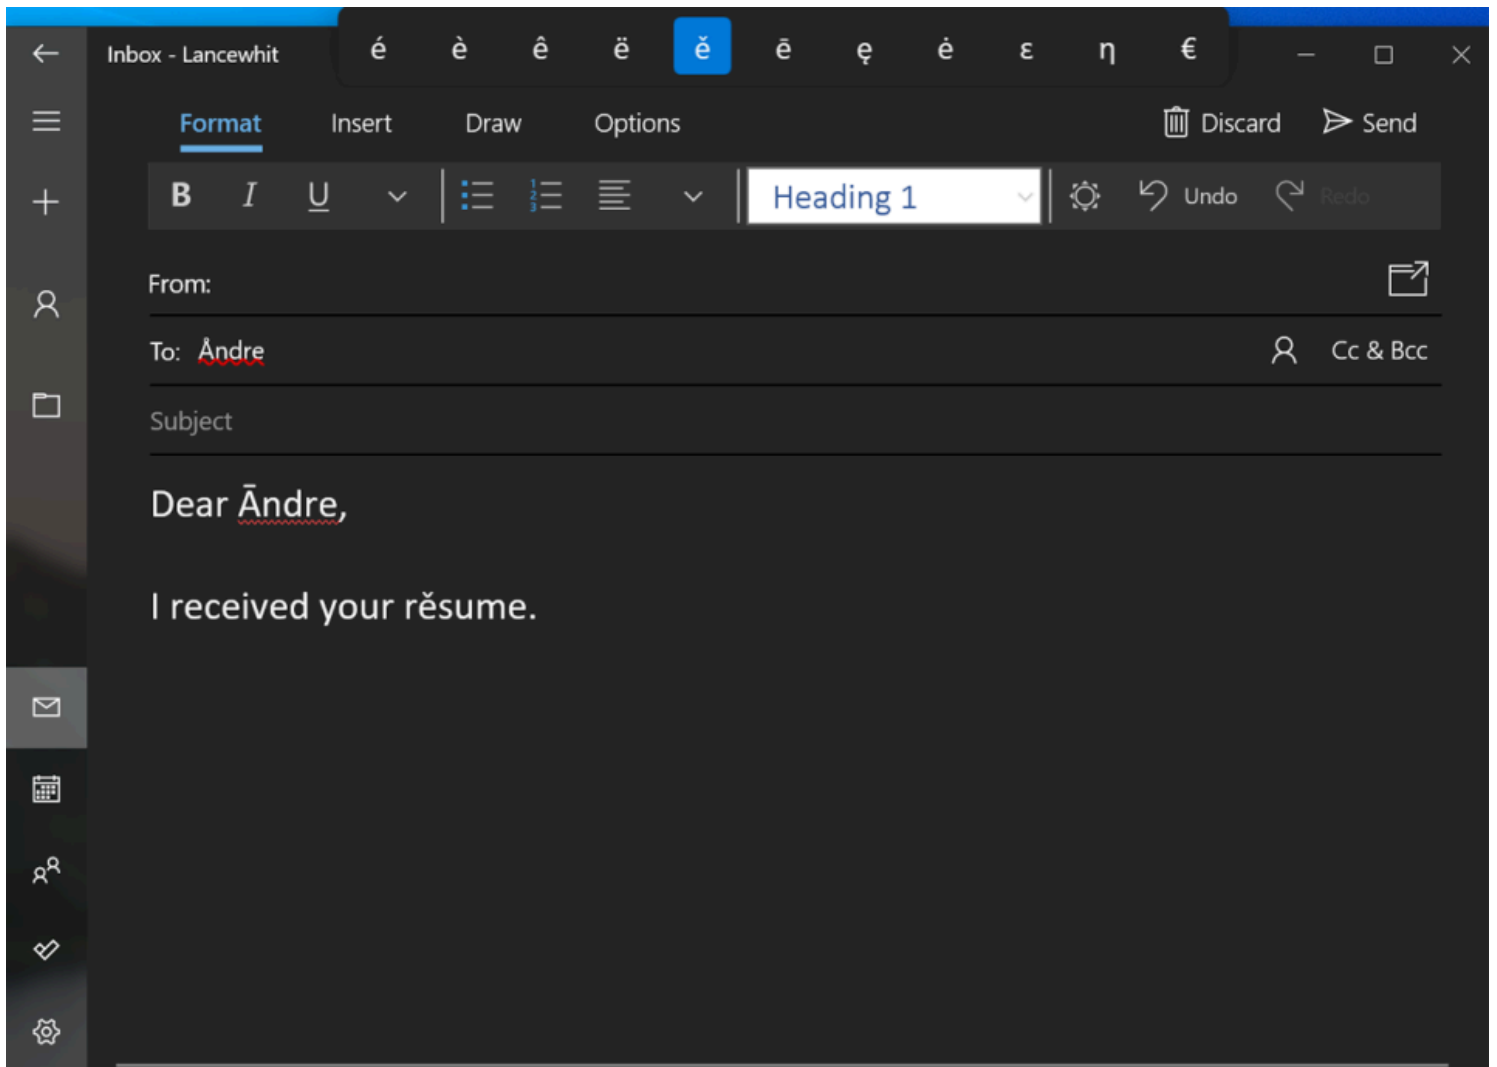 é è ê ë ě ē ę ė ε η €
Inbox - Lancewhit
Format Insert Draw Options Discard Send
B I U Heading 1 Undo Redo
From:
To: Åndre Cc & Bcc
Subject
Dear Āndre,
I received your rěsume.